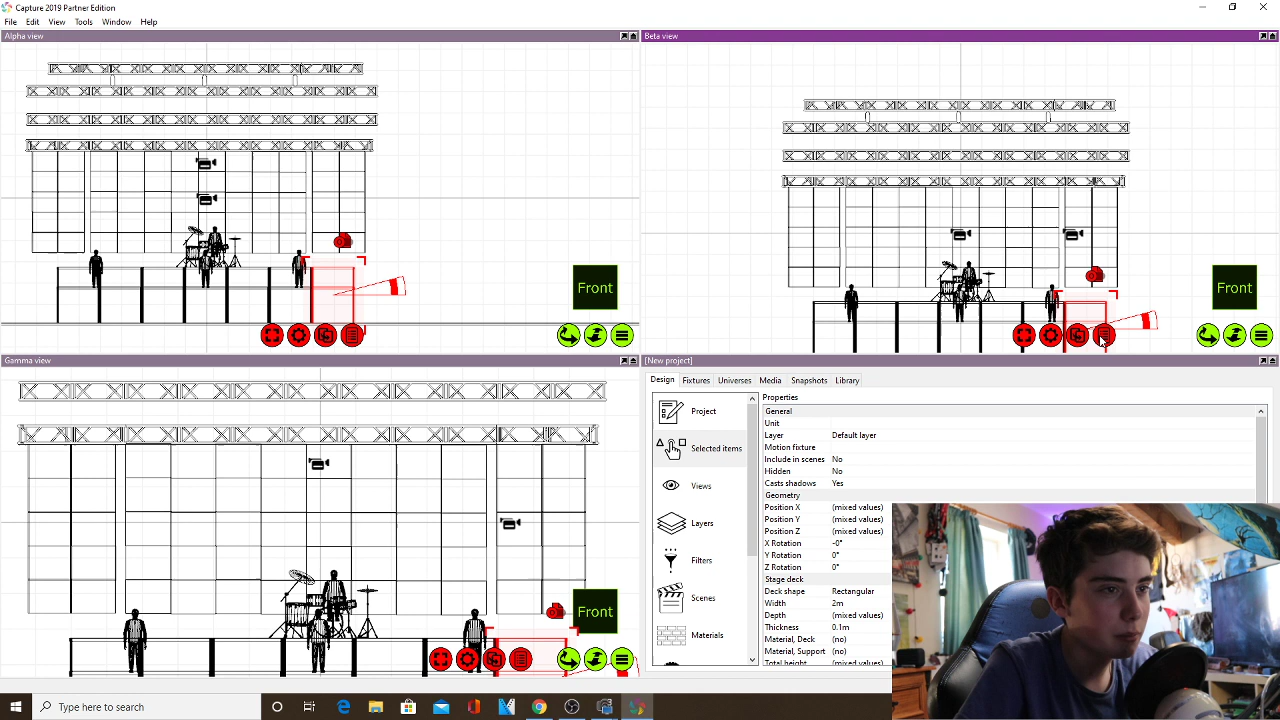 Capture 2019 Partner Edition
File Edit View Tools Window Help
Alpha view
Beta view
Front
Front
Gamma view
[New project]
Design Fixtures Universes Media Snapshots Library
Project
Selected items
Views
Layers
Filters
Scenes
Materials
Properties
General
Unit
Layer Default layer
Motion fixture
Include in scenes No
Hidden No
Casts shadows Yes
Geometry
Position X (mixed values)
Position Y (mixed values)
Position Z (mixed values)
X Rotation -0°
Y Rotation 0°
Z Rotation 0°
Stage deck
Deck shape Rectangular
Width 2m
Depth (mixed values)
Thickness 0.1m
Material, Deck (no)
Material, Support (no)
Total height (mixed values)
Front
Type here to search